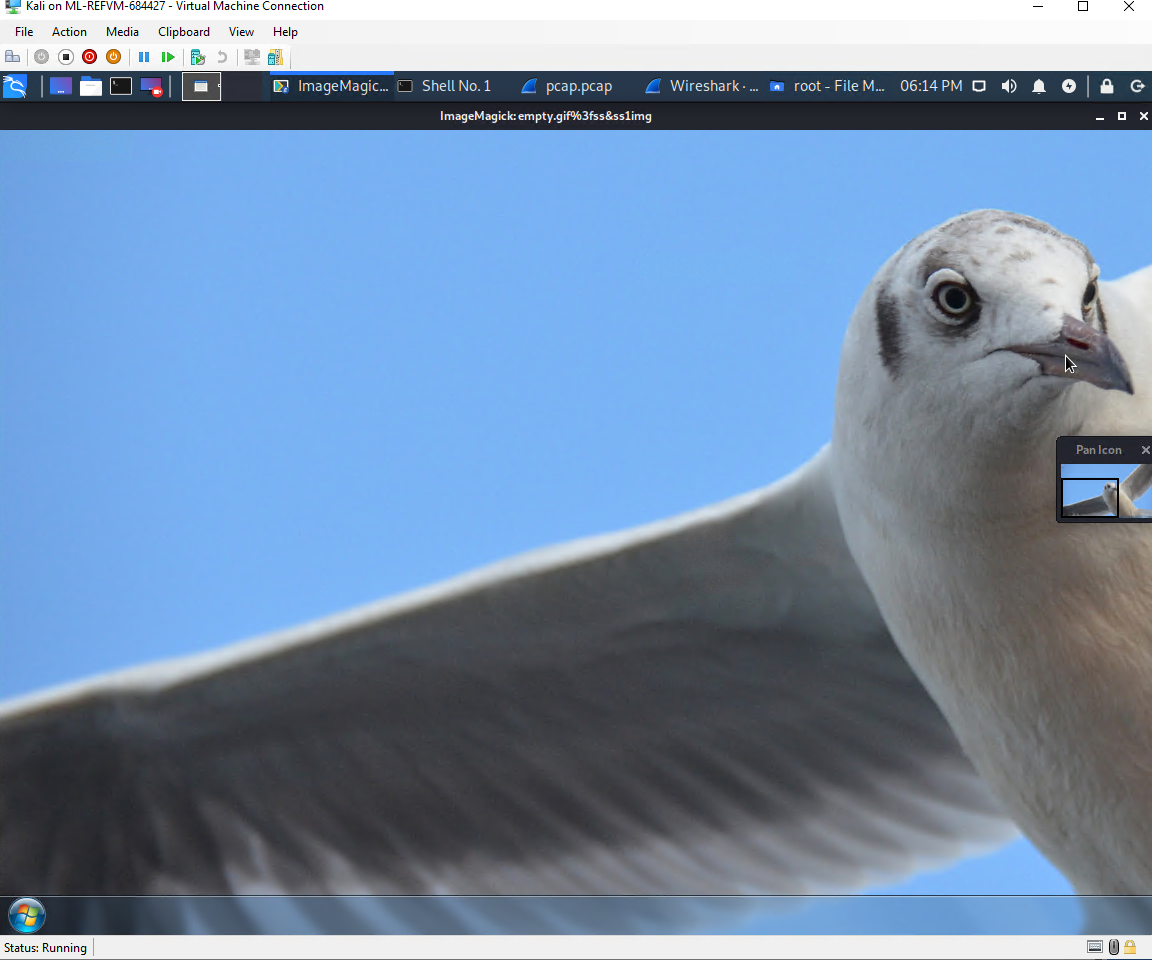 Kali on ML-REFVM-684427 - Virtual Machine Connection
File Action Media Clipboard View Help
ImageMagic... Shell No. 1 pcap.pcap Wireshark · ... root - File M... 06:14 PM
ImageMagick: empty.gif%3fss&ss1img
Pan Icon
Status: Running